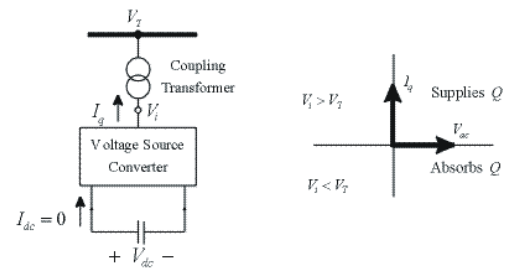 V_T
Coupling
Transformer
I_q
V_i
Voltage Source
Converter
I_dc = 0
+ V_dc −
I_q
Supplies Q
V_i > V_T
V_ac
Absorbs Q
V_i < V_T